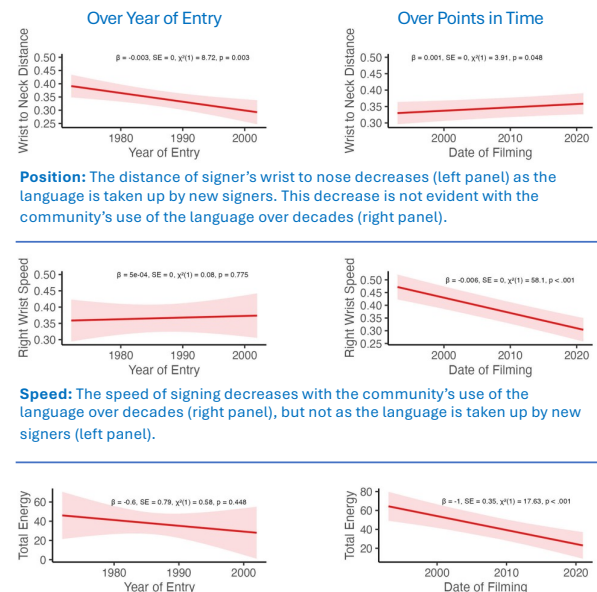 Over Year of Entry
Over Points in Time
Wrist to Neck Distance
0.50
0.45
0.40
0.35
0.30
0.25
β = -0.003, SE = 0, χ²(1) = 8.72, p = 0.003
1980
1990
2000
Year of Entry
Wrist to Neck Distance
0.50
0.45
0.40
0.35
0.30
β = 0.001, SE = 0, χ²(1) = 3.91, p = 0.048
2000
2010
2020
Date of Filming
Position: The distance of signer's wrist to nose decreases (left panel) as the
language is taken up by new signers. This decrease is not evident with the
community's use of the language over decades (right panel).
Right Wrist Speed
0.50
0.45
0.40
0.35
0.30
β = 5e-04, SE = 0, χ²(1) = 0.08, p = 0.775
1980
1990
2000
Year of Entry
Right Wrist Speed
0.50
0.45
0.40
0.35
0.30
0.25
β = -0.006, SE = 0, χ²(1) = 58.1, p < .001
2000
2010
2020
Date of Filming
Speed: The speed of signing decreases with the community's use of the
language over decades (right panel), but not as the language is taken up by new
signers (left panel).
Total Energy
60
40
20
0
β = -0.6, SE = 0.79, χ²(1) = 0.58, p = 0.448
1980
1990
2000
Year of Entry
Total Energy
80
60
40
20
β = -1, SE = 0.35, χ²(1) = 17.63, p < .001
2000
2010
2020
Date of Filming